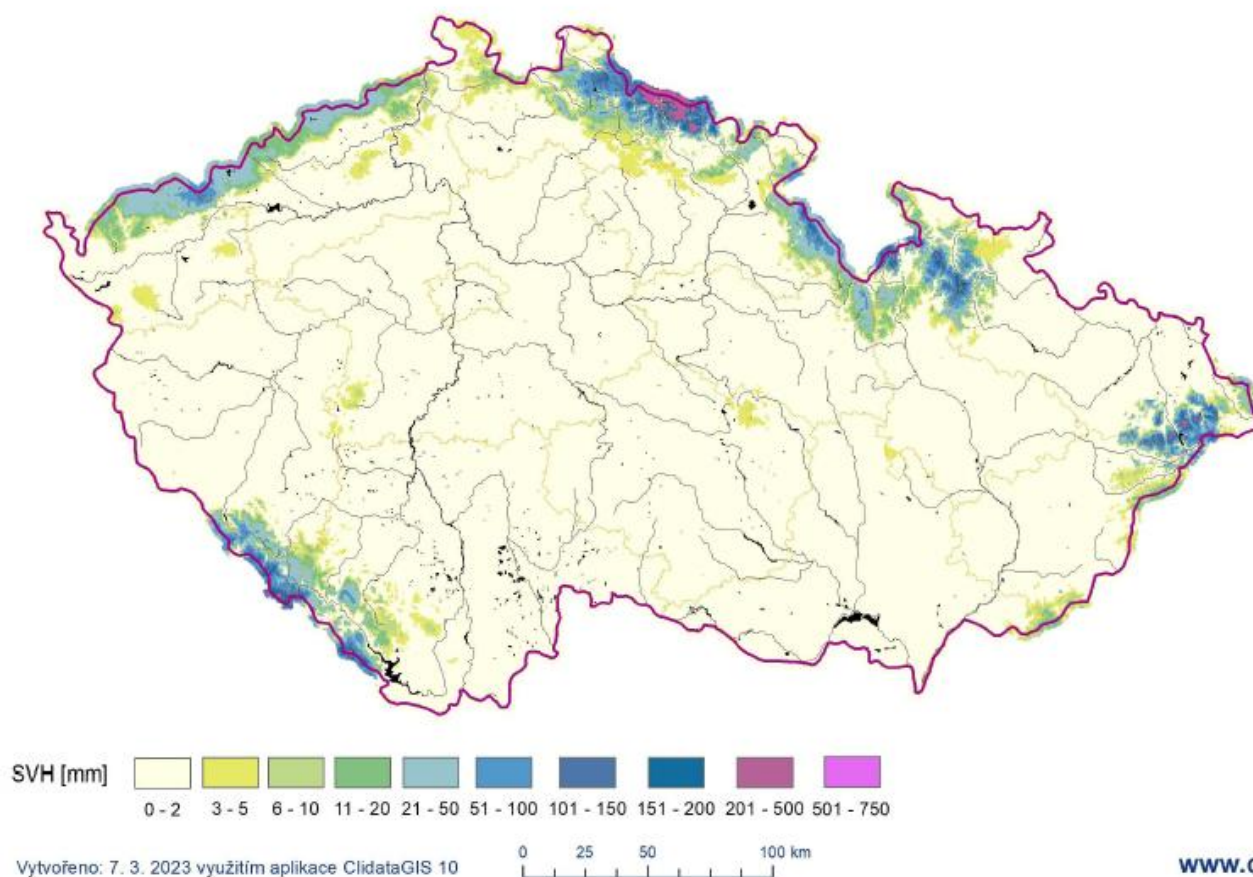 SVH [mm]
0 - 2 3 - 5 6 - 10 11 - 20 21 - 50 51 - 100 101 - 150 151 - 200 201 - 500 501 - 750
Vytvořeno: 7. 3. 2023 využitím aplikace ClidataGIS 10
0 25 50 100 km
www.c